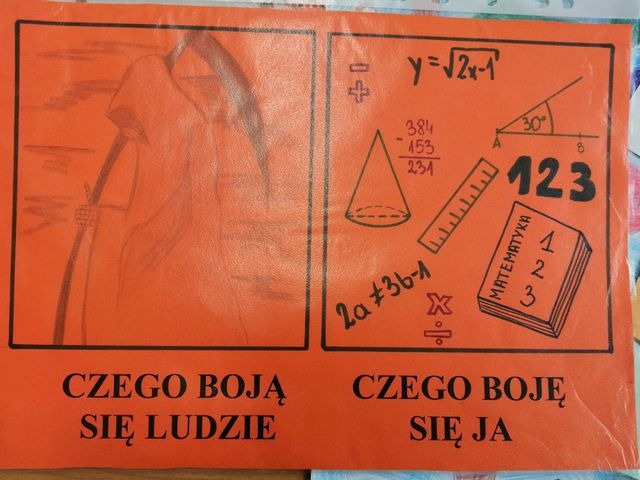 -
+
y = √2x-1
384
- 153
231
30°
A
B
123
MATEMATYKA
1
2
3
2a ≠ 3b-1
x
÷
CZEGO BOJĄ
SIĘ LUDZIE
CZEGO BOJĘ
SIĘ JA